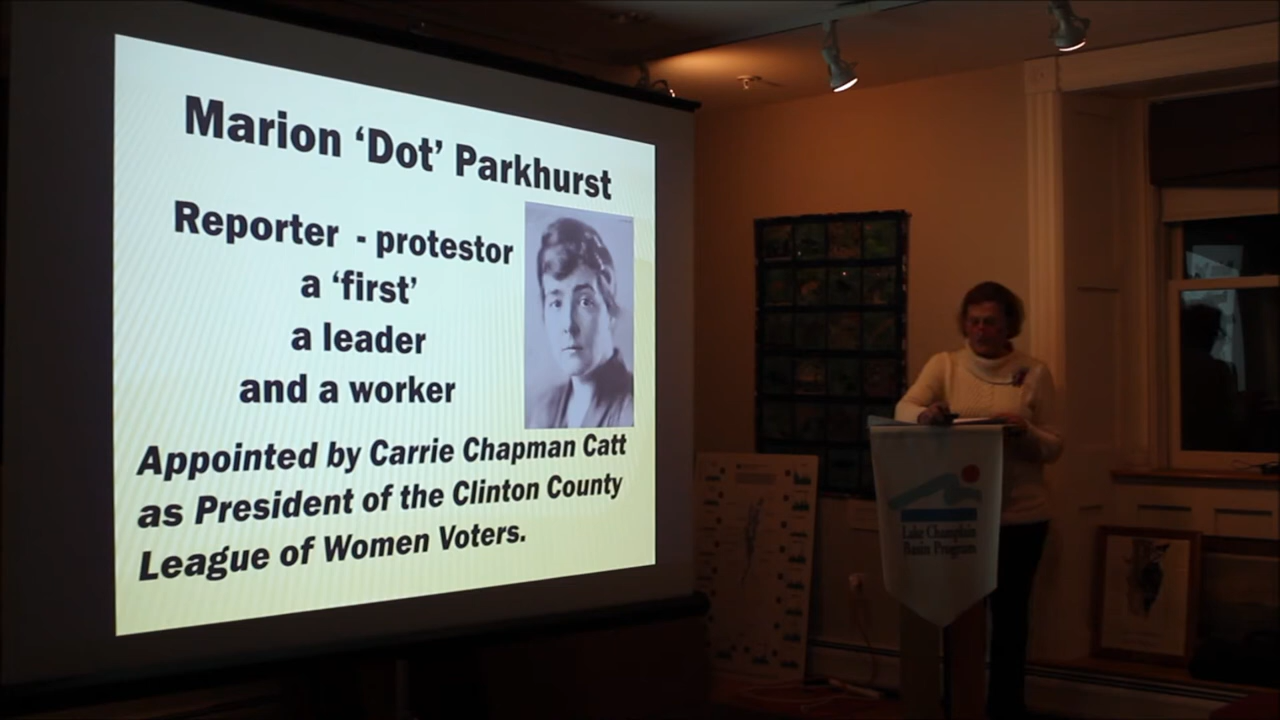 Marion ‘Dot’ Parkhurst
Reporter - protestor
a ‘first’
a leader
and a worker
Appointed by Carrie Chapman Catt
as President of the Clinton County
League of Women Voters.
Lake Champlain
Basin Program